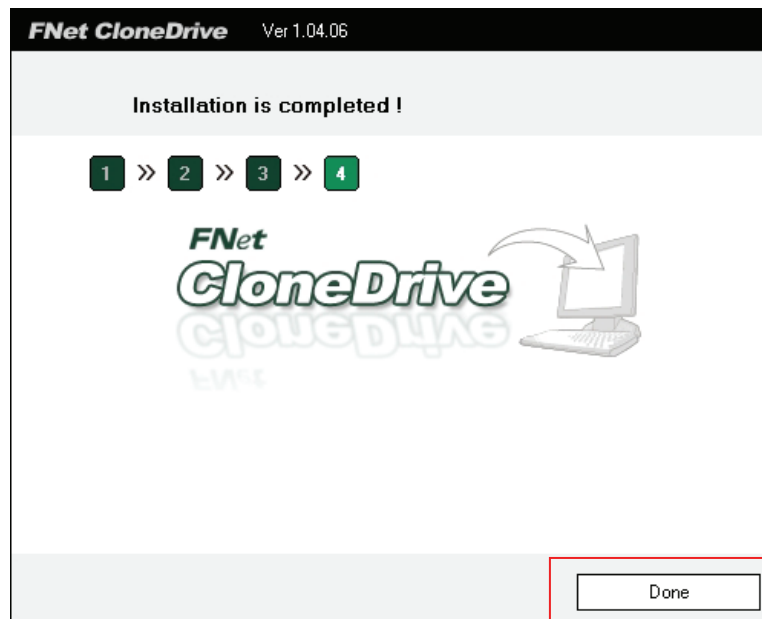 FNet CloneDrive Ver 1.04.06
Installation is completed !
1 » 2 » 3 » 4
FNet
CloneDrive
Done